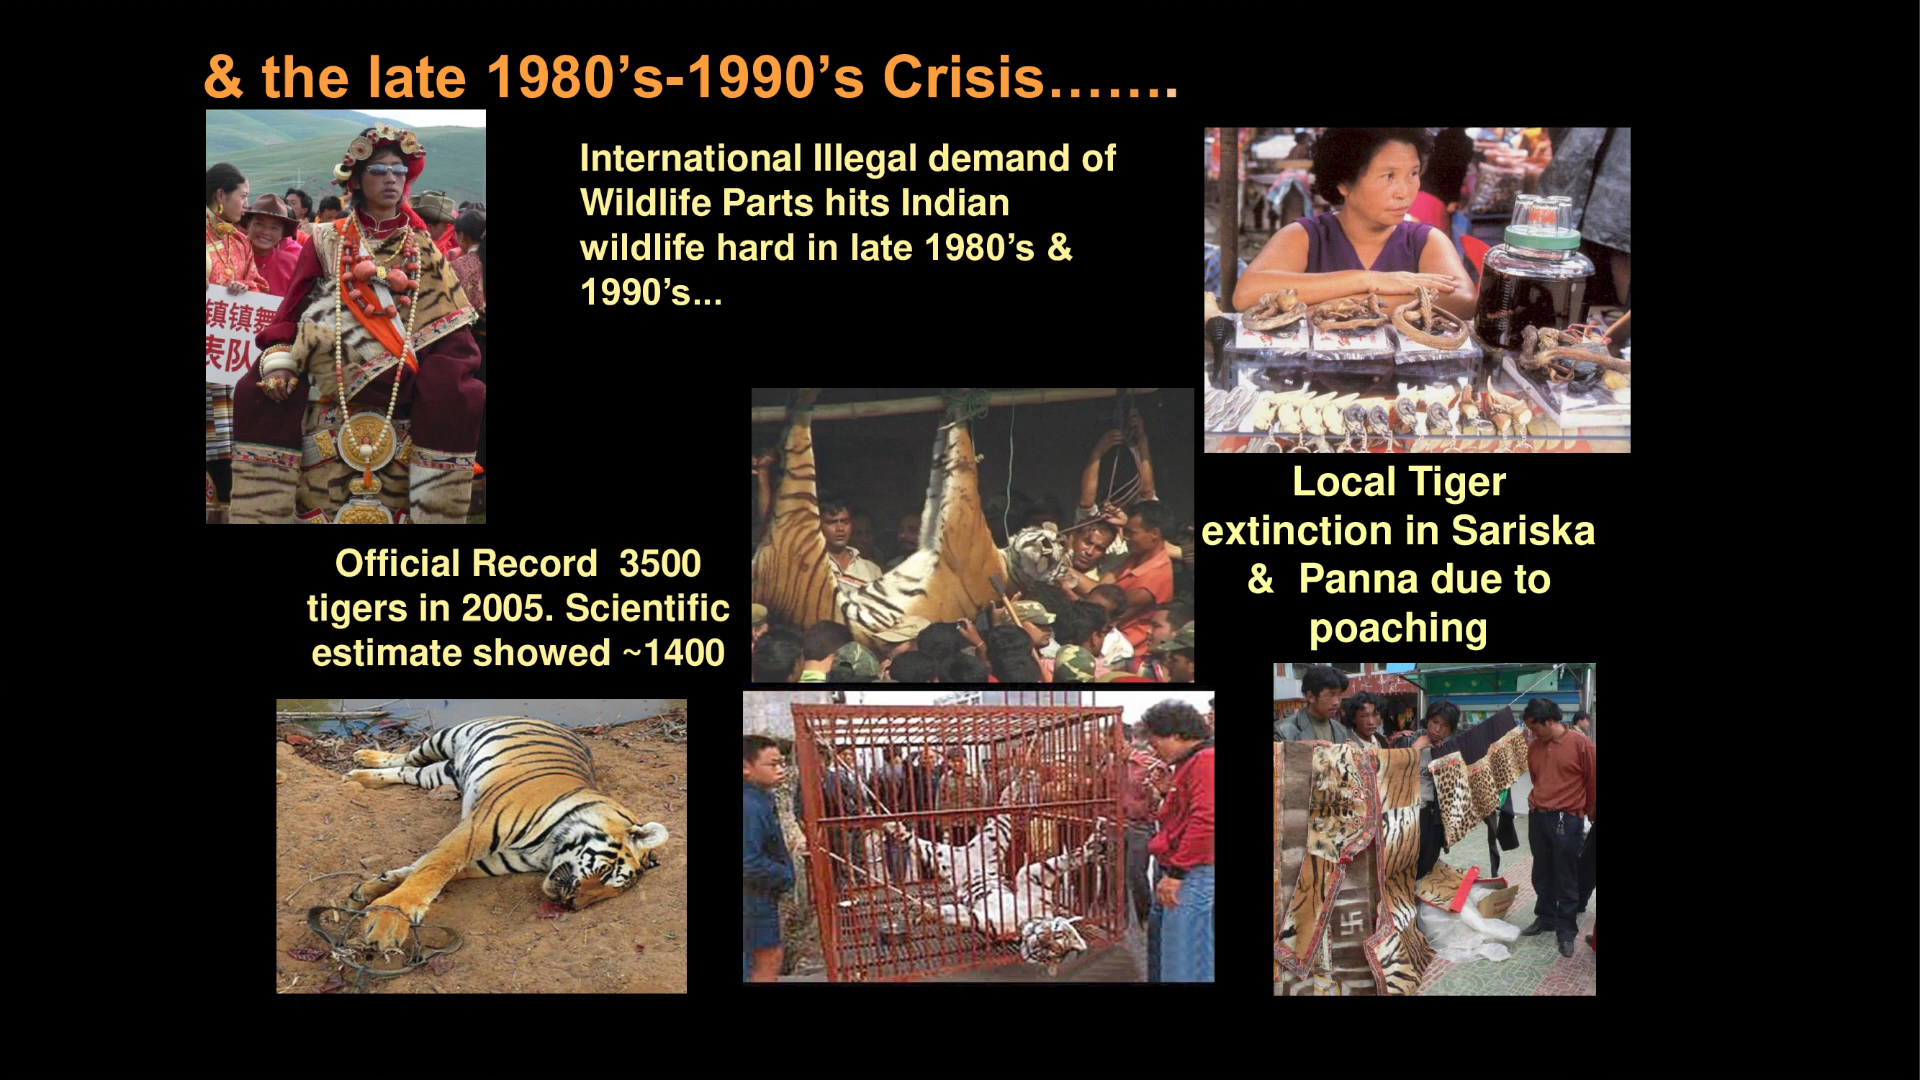 & the late 1980’s-1990’s Crisis…….
International Illegal demand of
Wildlife Parts hits Indian
wildlife hard in late 1980’s &
1990’s...
镇镇舞
表队
Local Tiger
extinction in Sariska
& Panna due to
poaching
Official Record 3500
tigers in 2005. Scientific
estimate showed ~1400